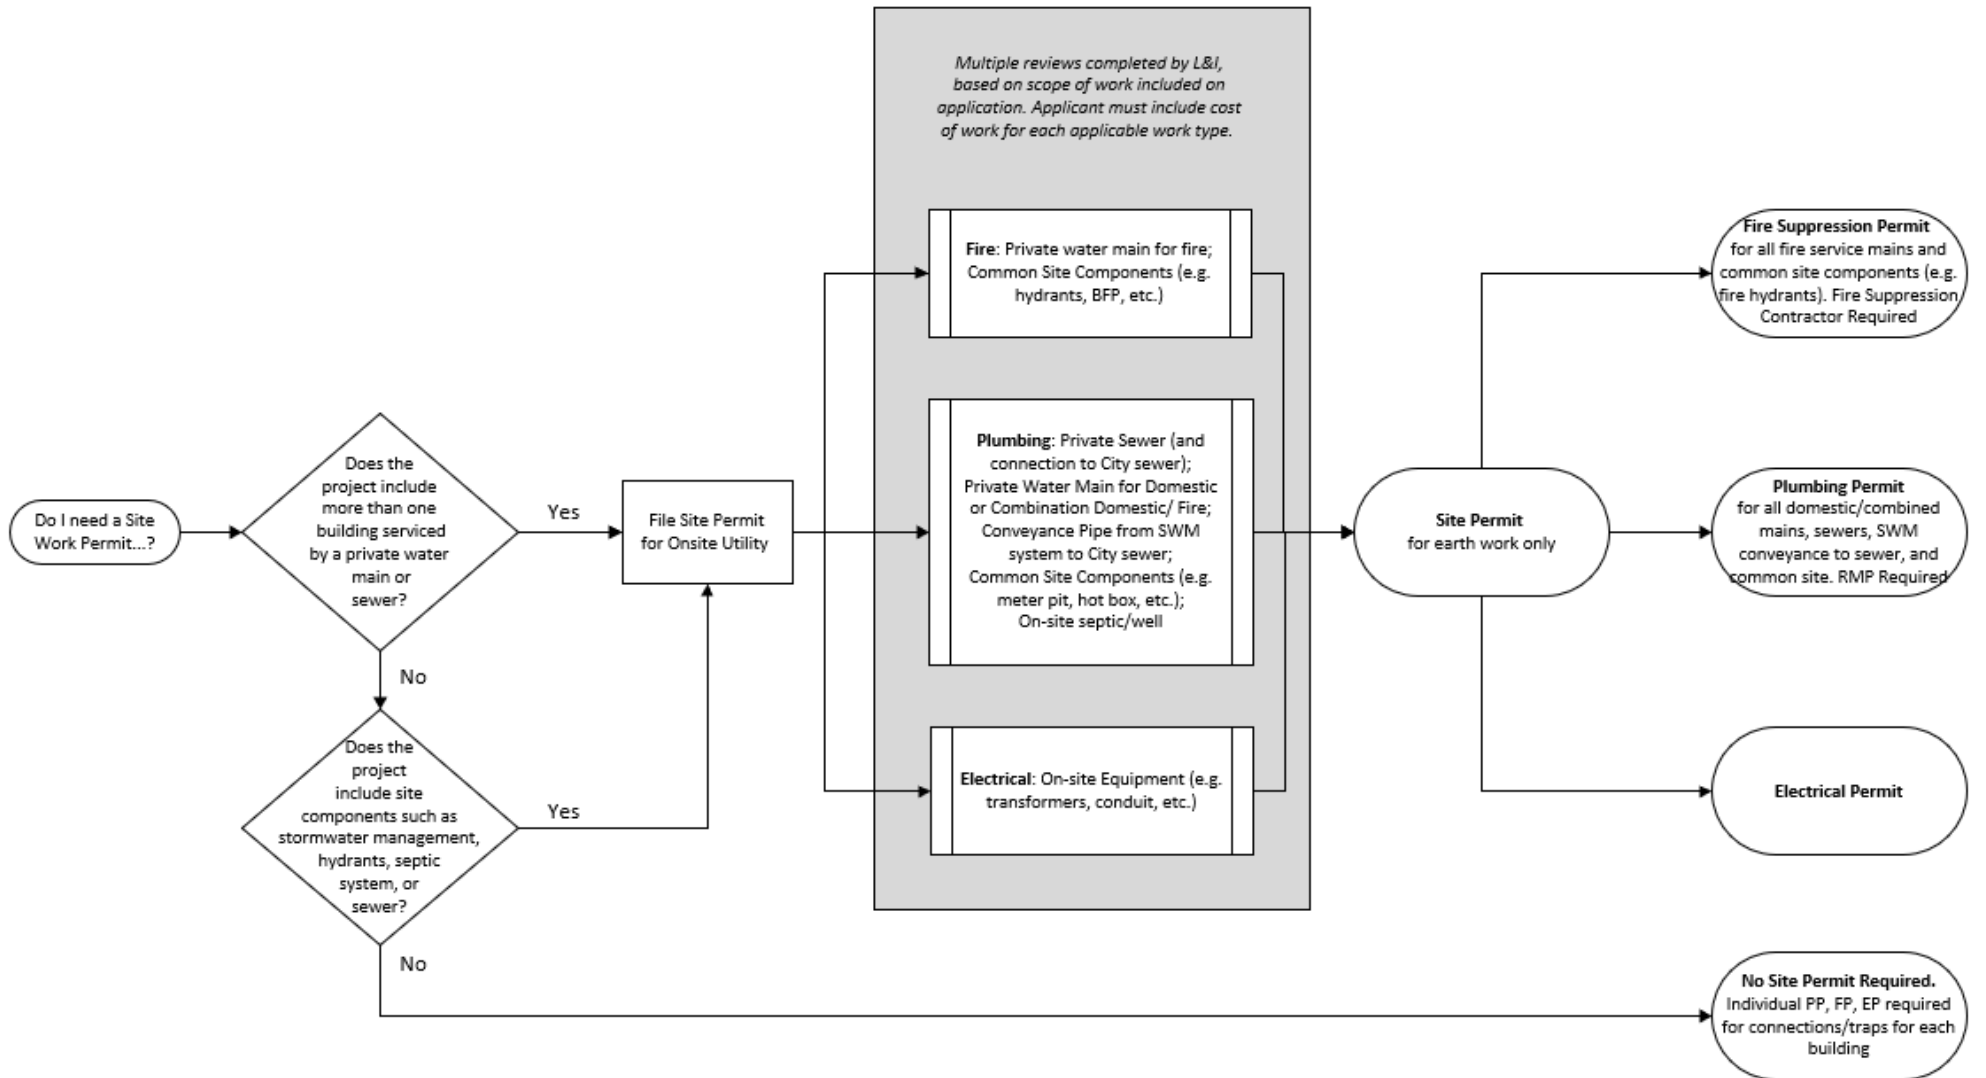 Multiple reviews completed by L&I,
based on scope of work included on
application. Applicant must include cost
of work for each applicable work type.
Do I need a Site
Work Permit...?
Does the
project include
more than one
building serviced
by a private water
main or
sewer?
Yes
No
File Site Permit
for Onsite Utility
Does the
project
include site
components such as
stormwater management,
hydrants, septic
system, or
sewer?
Yes
No
Fire: Private water main for fire;
Common Site Components (e.g.
hydrants, BFP, etc.)
Plumbing: Private Sewer (and
connection to City sewer);
Private Water Main for Domestic
or Combination Domestic/ Fire;
Conveyance Pipe from SWM
system to City sewer;
Common Site Components (e.g.
meter pit, hot box, etc.);
On-site septic/well
Electrical: On-site Equipment (e.g.
transformers, conduit, etc.)
Site Permit
for earth work only
Fire Suppression Permit
for all fire service mains and
common site components (e.g.
fire hydrants). Fire Suppression
Contractor Required
Plumbing Permit
for all domestic/combined
mains, sewers, SWM
conveyance to sewer, and
common site. RMP Required
Electrical Permit
No Site Permit Required.
Individual PP, FP, EP required
for connections/traps for each
building